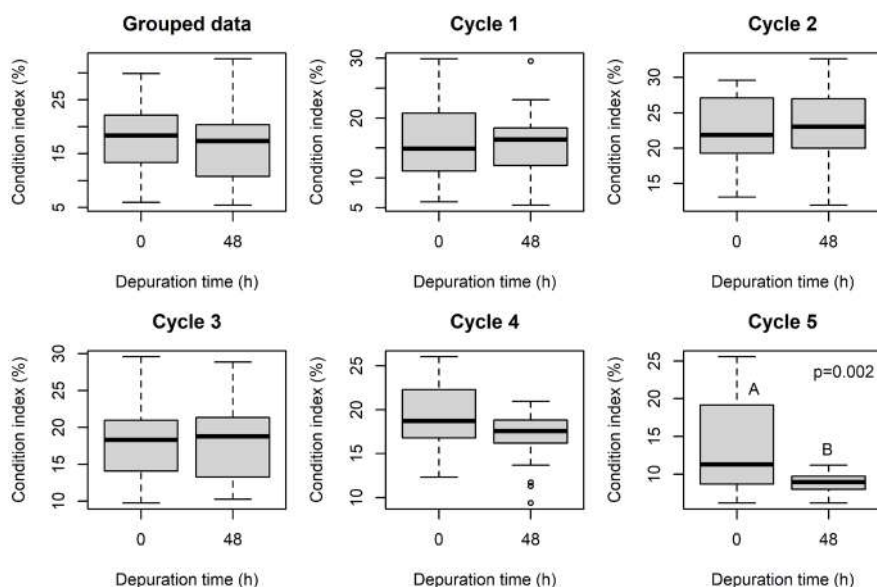 Grouped data
Condition index (%)
25
15
5
0
48
Depuration time (h)
Cycle 1
Condition index (%)
30
20
10
5
0
48
Depuration time (h)
Cycle 2
Condition index (%)
30
25
20
15
0
48
Depuration time (h)
Cycle 3
Condition index (%)
30
25
20
15
10
0
48
Depuration time (h)
Cycle 4
Condition index (%)
25
20
15
10
0
48
Depuration time (h)
Cycle 5
Condition index (%)
25
20
15
10
p=0.002
A
B
0
48
Depuration time (h)